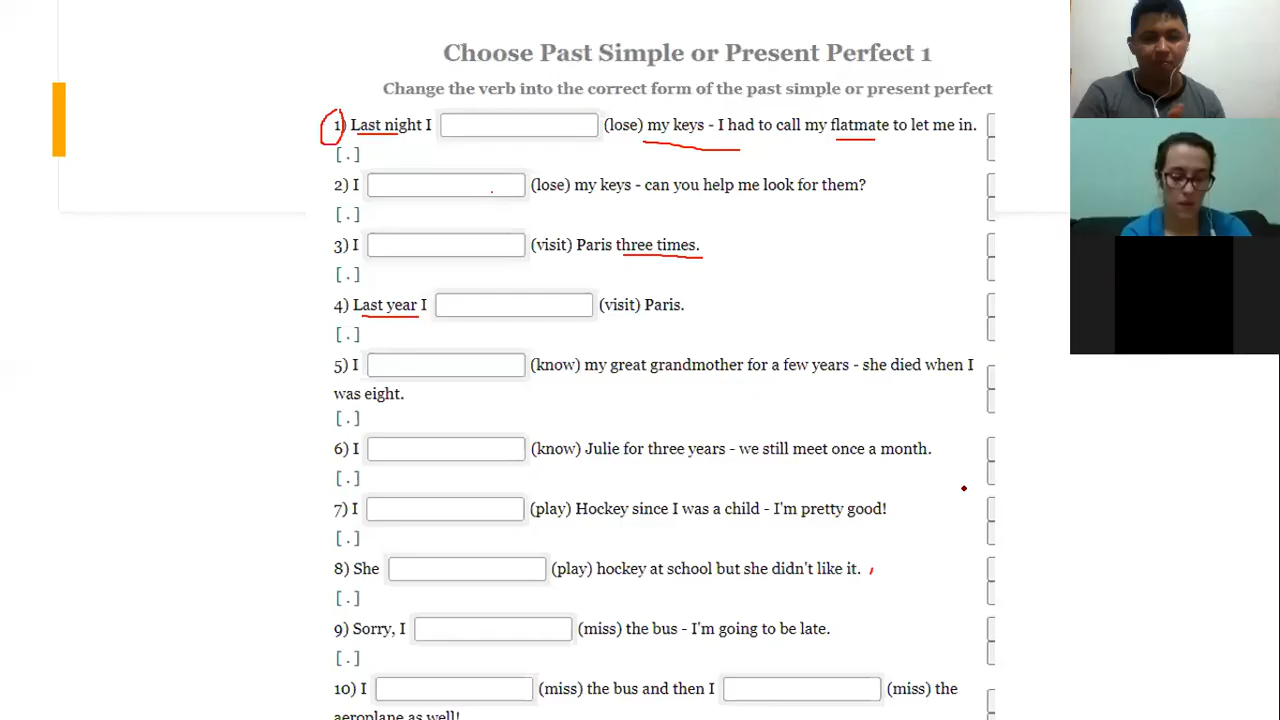 Choose Past Simple or Present Perfect 1
Change the verb into the correct form of the past simple or present perfect
1) Last night I (lose) my keys - I had to call my flatmate to let me in.
[ . ]
2) I (lose) my keys - can you help me look for them?
[ . ]
3) I (visit) Paris three times.
[ . ]
4) Last year I (visit) Paris.
[ . ]
5) I (know) my great grandmother for a few years - she died when I
was eight.
[ . ]
6) I (know) Julie for three years - we still meet once a month.
[ . ]
7) I (play) Hockey since I was a child - I'm pretty good!
[ . ]
8) She (play) hockey at school but she didn't like it.
[ . ]
9) Sorry, I (miss) the bus - I'm going to be late.
[ . ]
10) I (miss) the bus and then I (miss) the
aeroplane as well!